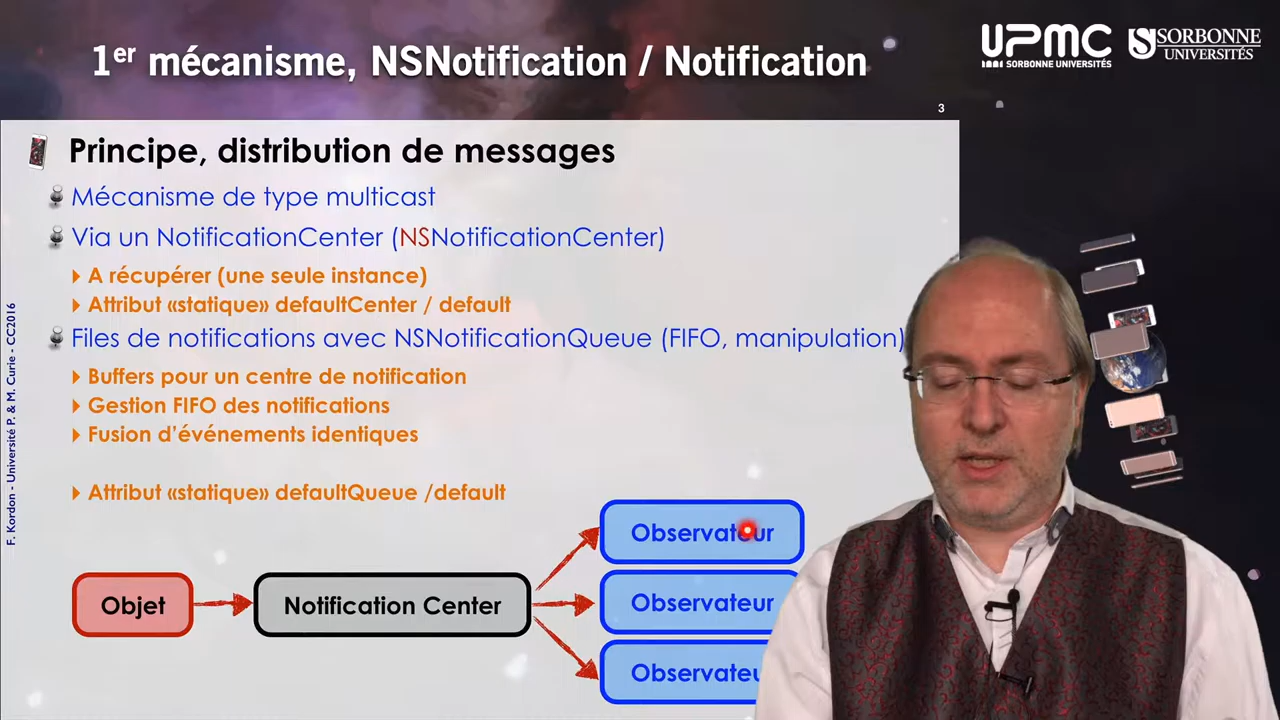 1er mécanisme, NSNotification / Notification
UPMC
SORBONNE UNIVERSITÉS
SORBONNE
UNIVERSITÉS
3
Principe, distribution de messages
Mécanisme de type multicast
Via un NotificationCenter (NSNotificationCenter)
A récupérer (une seule instance)
Attribut «statique» defaultCenter / default
Files de notifications avec NSNotificationQueue (FIFO, manipulation)
Buffers pour un centre de notification
Gestion FIFO des notifications
Fusion d'événements identiques
Attribut «statique» defaultQueue /default
Objet
Notification Center
Observateur
Observateur
Observateu
F. Kordon - Université P. & M. Curie - CC2016